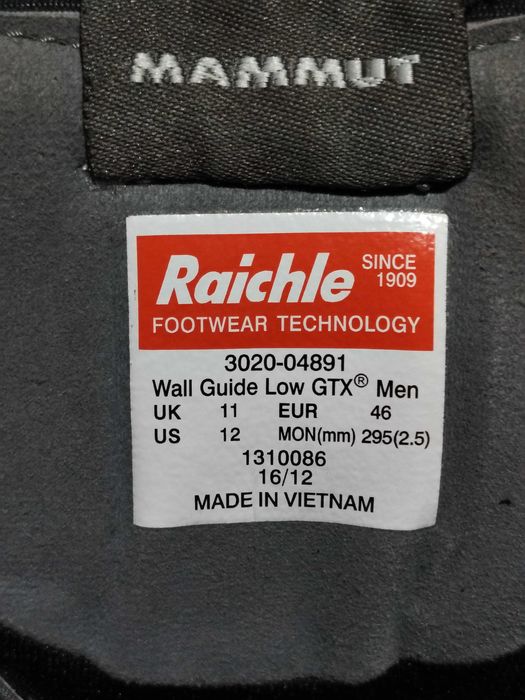 MAMMUT
Raichle SINCE 1909
FOOTWEAR TECHNOLOGY
3020-04891
Wall Guide Low GTX® Men
UK 11 EUR 46
US 12 MON(mm) 295(2.5)
1310086
16/12
MADE IN VIETNAM